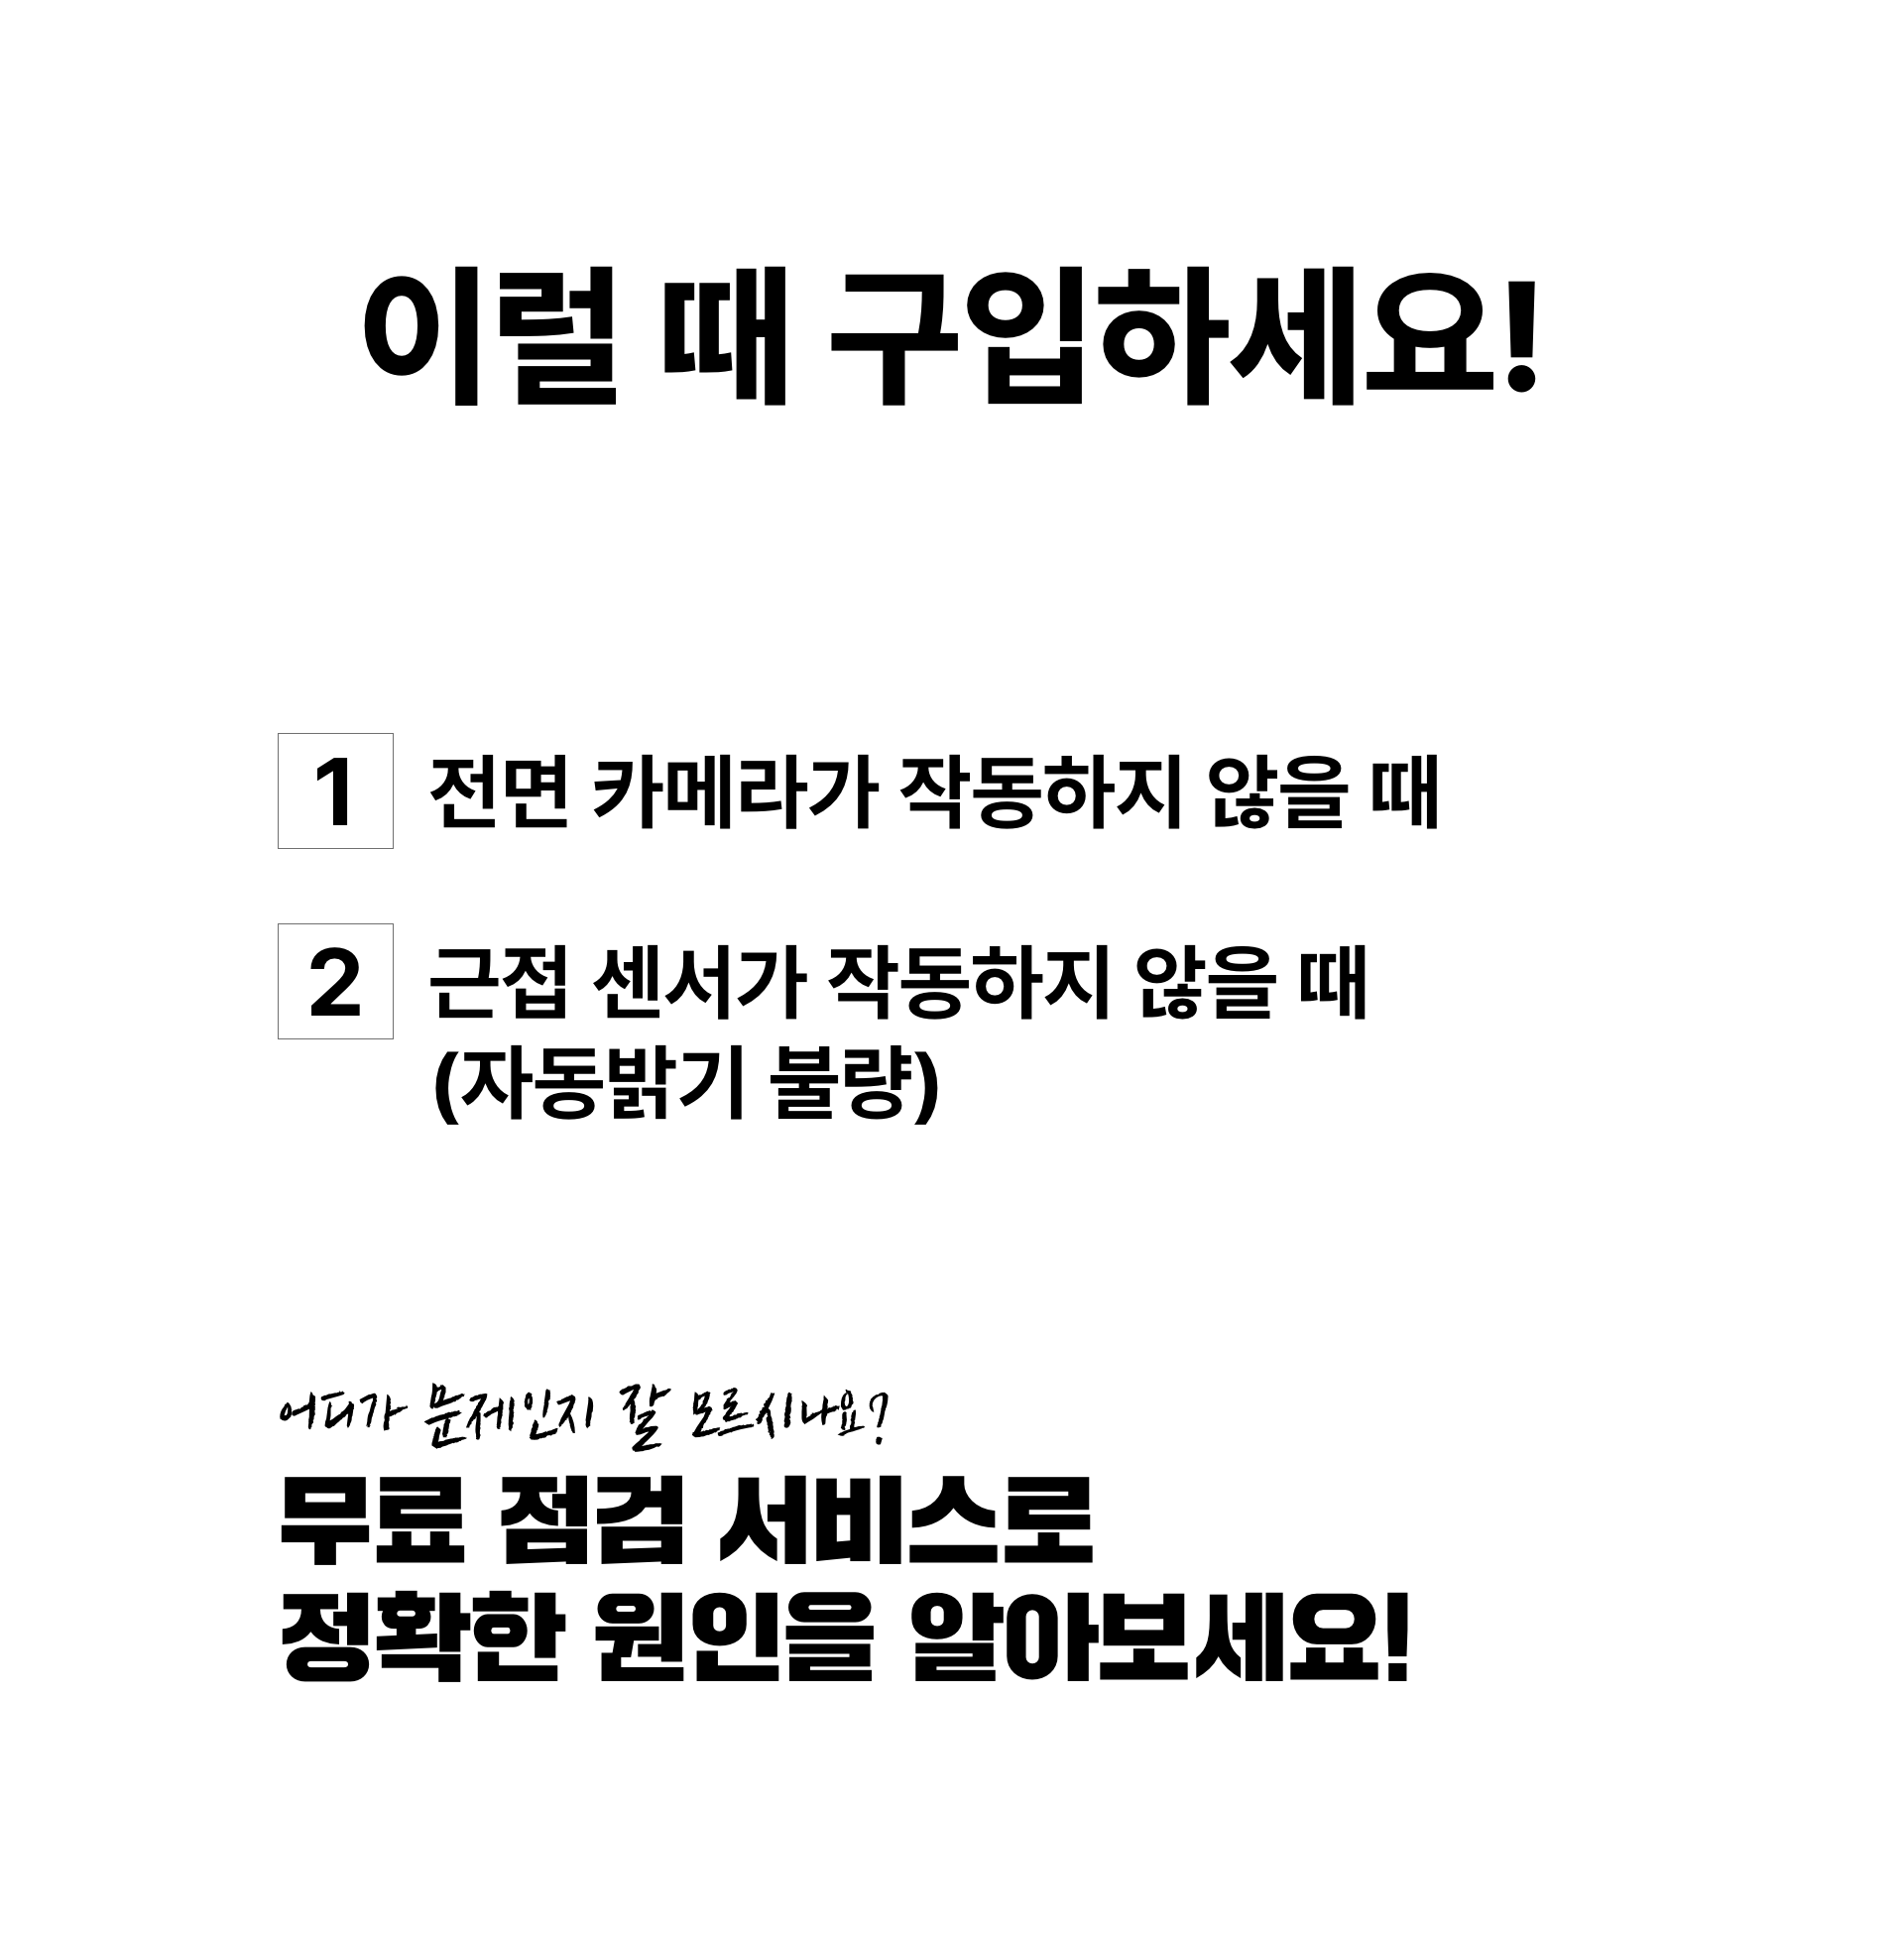 이럴 때 구입하세요!
1 전면 카메라가 작동하지 않을 때
2 근접 센서가 작동하지 않을 때
(자동밝기 불량)
어디가 문제인지 잘 모르시나요?
무료 점검 서비스로
정확한 원인을 알아보세요!